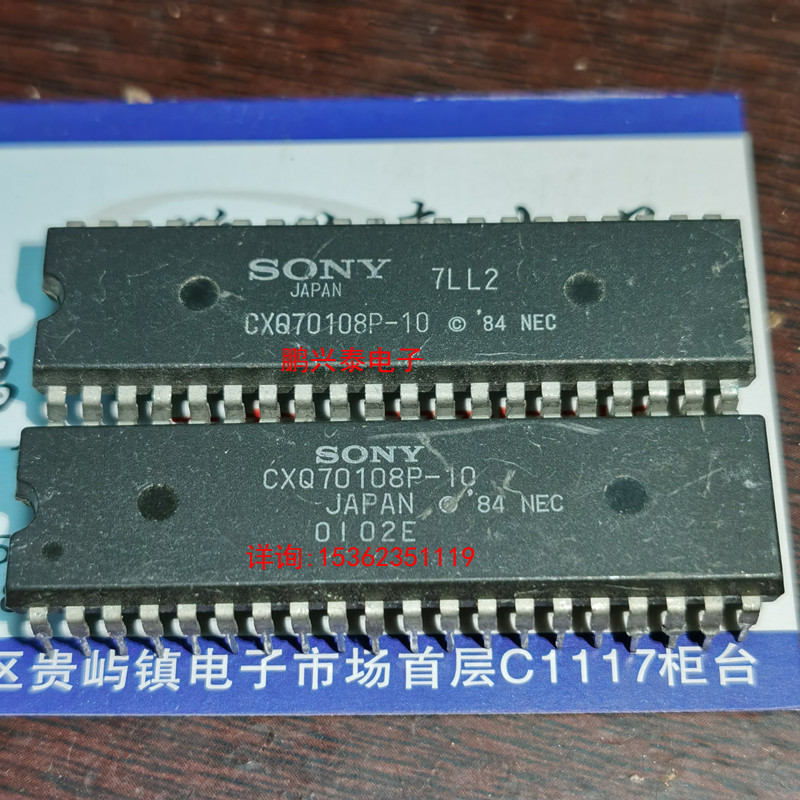 SONY 7LL2
JAPAN
CXQ70108P-10 © '84 NEC
鹏兴泰电子
SONY
CXQ70108P-10
JAPAN © '84 NEC
0102E
详询:15362351119
区贵屿镇电子市场首层C1117柜台